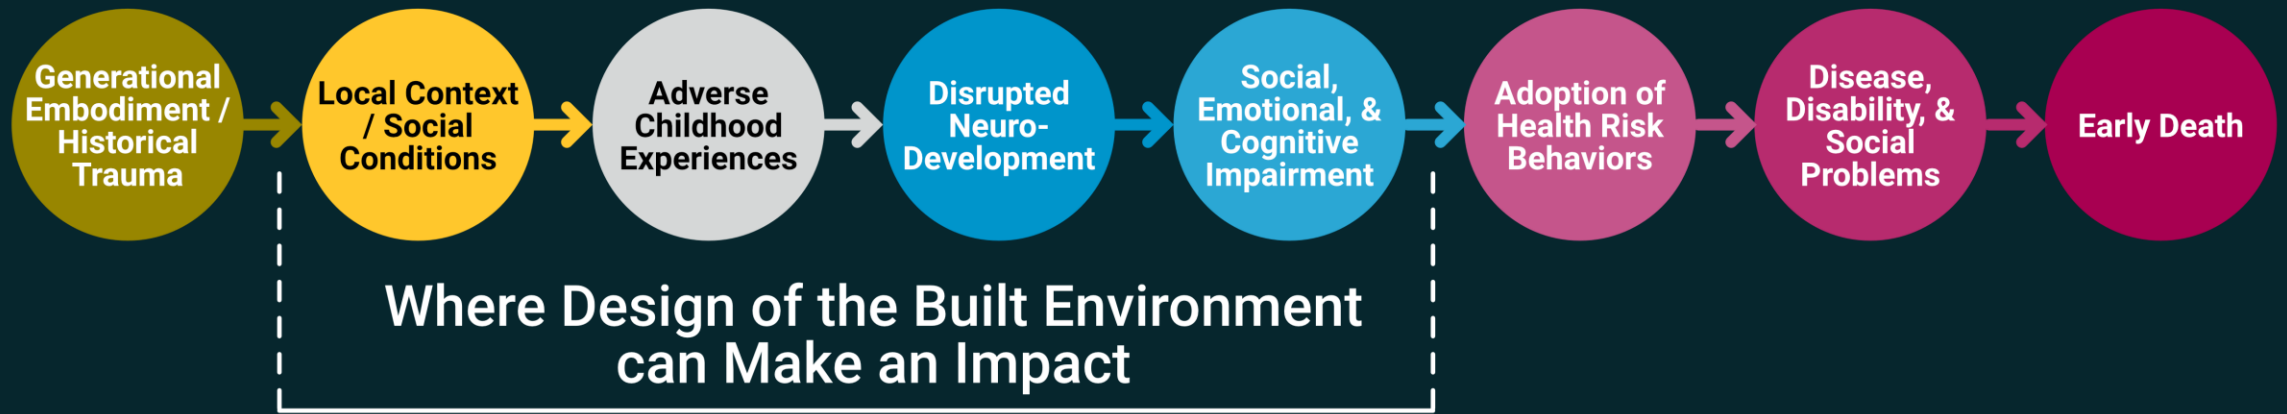 Generational
Embodiment /
Historical
Trauma
Local Context
/ Social
Conditions
Adverse
Childhood
Experiences
Disrupted
Neuro-
Development
Social,
Emotional, &
Cognitive
Impairment
Adoption of
Health Risk
Behaviors
Disease,
Disability, &
Social
Problems
Early Death
Where Design of the Built Environment
can Make an Impact